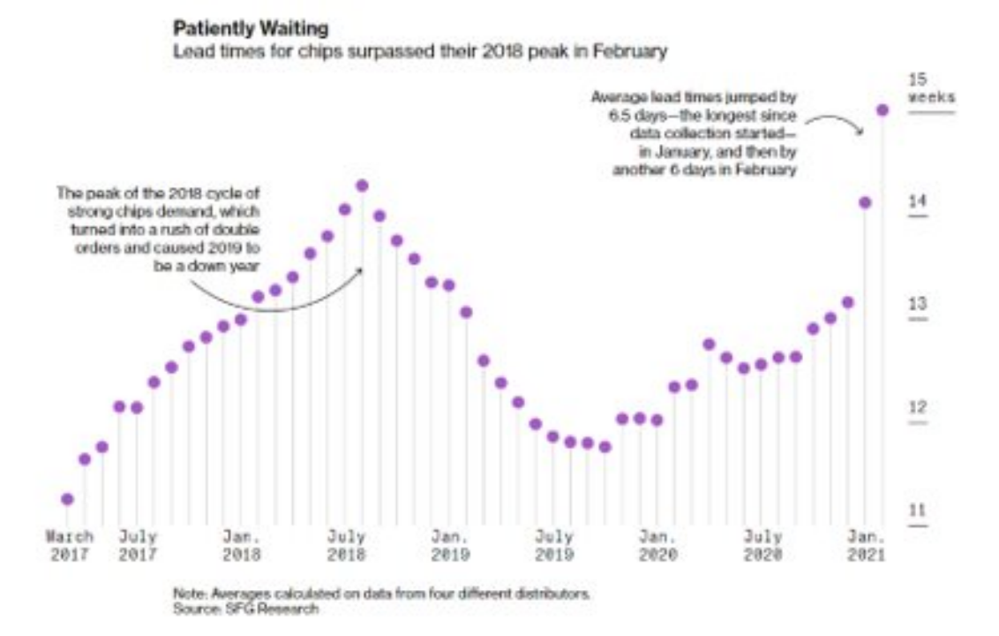 Patiently Waiting
Lead times for chips surpassed their 2018 peak in February
15
weeks
Average lead times jumped by
6.5 days—the longest since
data collection started—
in January, and then by
another 6 days in February
The peak of the 2018 cycle of
strong chips demand, which
turned into a rush of double
orders and caused 2019 to
be a down year
14
13
12
11
March
2017
July
2017
Jan.
2018
July
2018
Jan.
2019
July
2019
Jan.
2020
July
2020
Jan.
2021
Note: Averages calculated on data from four different distributors.
Source: SFG Research